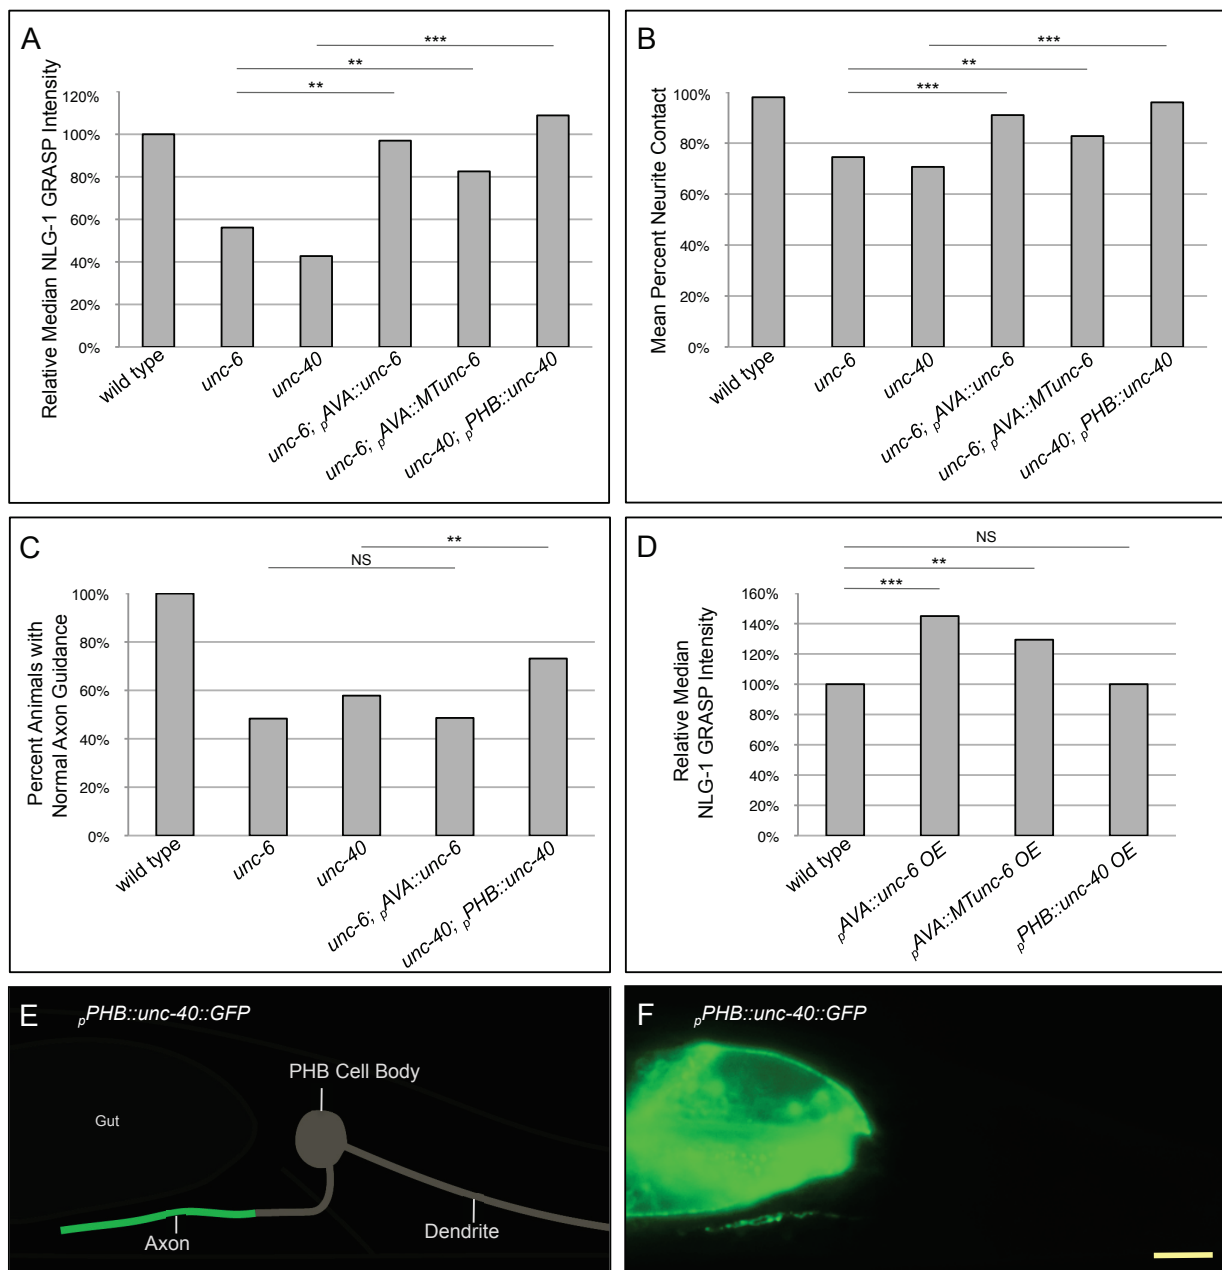 A
***
**
**
Relative Median NLG-1 GRASP Intensity
120%
100%
80%
60%
40%
20%
0%
wild type
unc-6
unc-40
unc-6; pAVA::unc-6
unc-6; pAVA::MTunc-6
unc-40; pPHB::unc-40
B
***
**
***
Mean Percent Neurite Contact
100%
80%
60%
40%
20%
0%
wild type
unc-6
unc-40
unc-6; pAVA::unc-6
unc-6; pAVA::MTunc-6
unc-40; pPHB::unc-40
C
**
NS
Percent Animals with
Normal Axon Guidance
100%
80%
60%
40%
20%
0%
wild type
unc-6
unc-40
unc-6; pAVA::unc-6
unc-40; pPHB::unc-40
D
NS
**
***
Relative Median
NLG-1 GRASP Intensity
160%
140%
120%
100%
80%
60%
40%
20%
0%
wild type
pAVA::unc-6 OE
pAVA::MTunc-6 OE
pPHB::unc-40 OE
E
pPHB::unc-40::GFP
PHB Cell Body
Gut
Axon
Dendrite
F
pPHB::unc-40::GFP